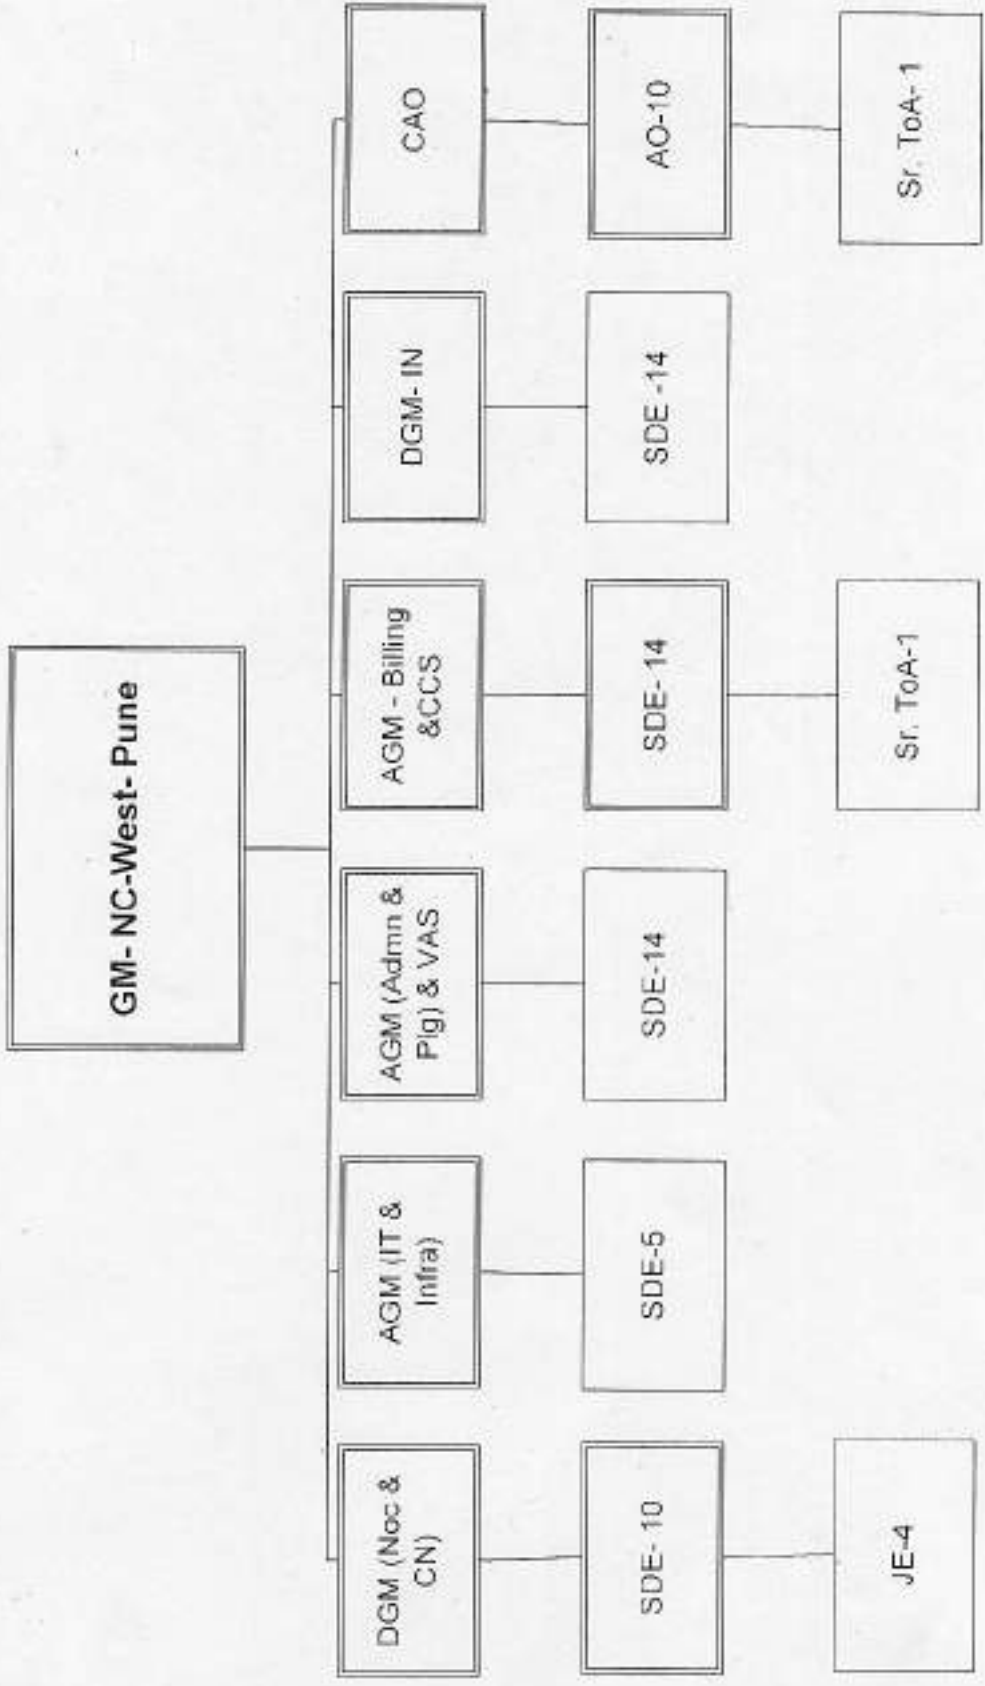 GM- NC-West- Pune
DGM (Noc &
CN)
AGM (IT &
Infra)
AGM (Admn &
Plg) & VAS
AGM - Billing
&CCS
DGM- IN
CAO
SDE- 10
SDE-5
SDE-14
SDE-14
SDE -14
AO-10
JE-4
Sr. ToA-1
Sr. ToA- 1